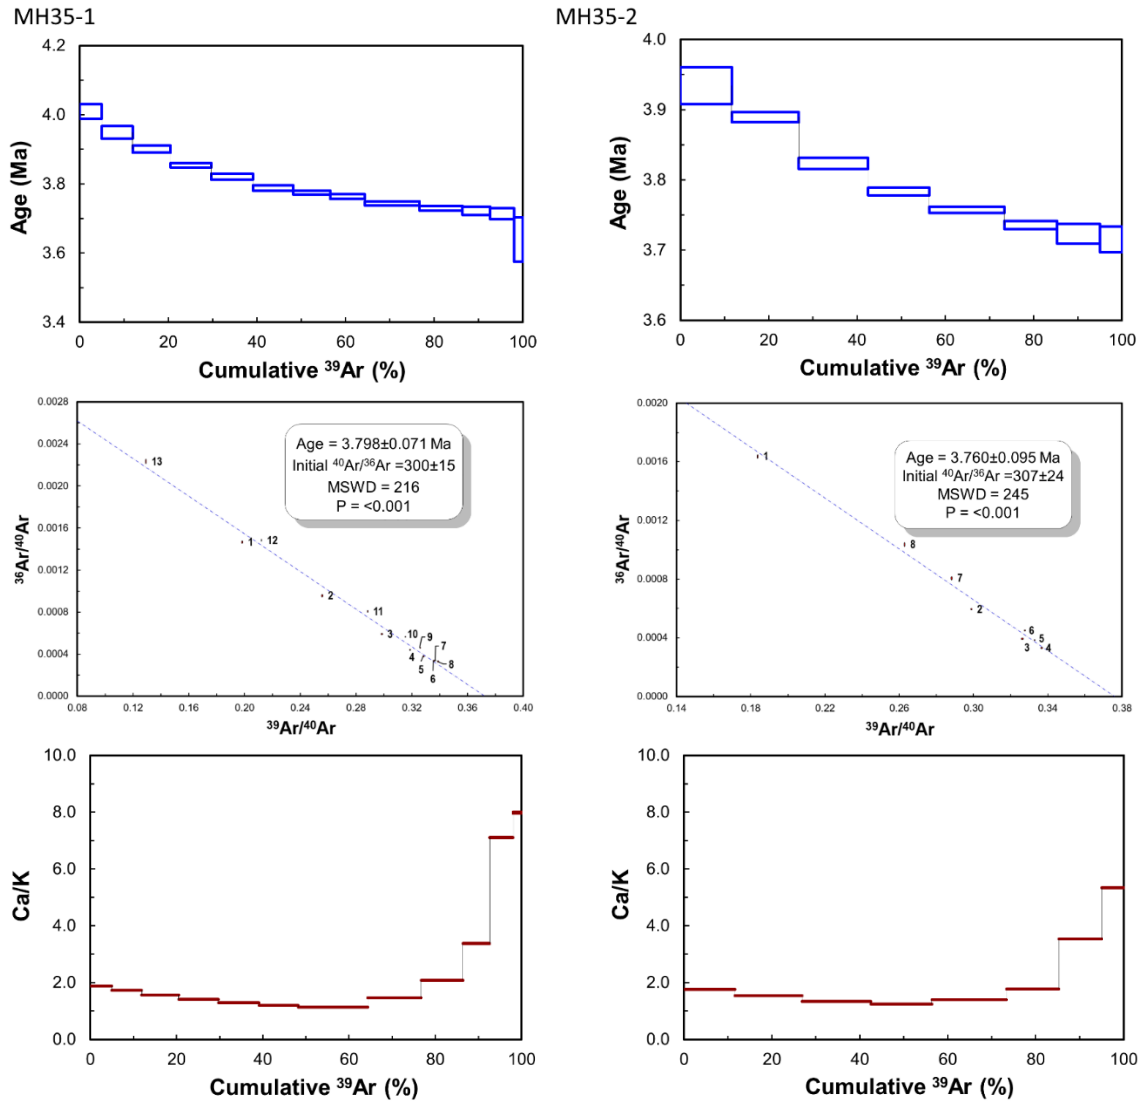 MH35-1
MH35-2
4.2
4.0
3.8
3.6
3.4
Age (Ma)
0 20 40 60 80 100
Cumulative ³⁹Ar (%)
4.0
3.9
3.8
3.7
3.6
Age (Ma)
0 20 40 60 80 100
Cumulative ³⁹Ar (%)
0.0028
0.0024
0.0020
0.0016
0.0012
0.0008
0.0004
0.0000
³⁶Ar/⁴⁰Ar
Age = 3.798±0.071 Ma
Initial ⁴⁰Ar/³⁶Ar =300±15
MSWD = 216
P = <0.001
13
1
12
2
11
3
10
9
7
4
8
5
6
0.08 0.12 0.16 0.20 0.24 0.28 0.32 0.36 0.40
³⁹Ar/⁴⁰Ar
0.0020
0.0016
0.0012
0.0008
0.0004
0.0000
³⁶Ar/⁴⁰Ar
Age = 3.760±0.095 Ma
Initial ⁴⁰Ar/³⁶Ar =307±24
MSWD = 245
P = <0.001
1
8
7
2
6
5
3
4
0.14 0.18 0.22 0.26 0.30 0.34 0.38
³⁹Ar/⁴⁰Ar
10.0
8.0
6.0
4.0
2.0
0.0
Ca/K
0 20 40 60 80 100
Cumulative ³⁹Ar (%)
10.0
8.0
6.0
4.0
2.0
0.0
Ca/K
0 20 40 60 80 100
Cumulative ³⁹Ar (%)